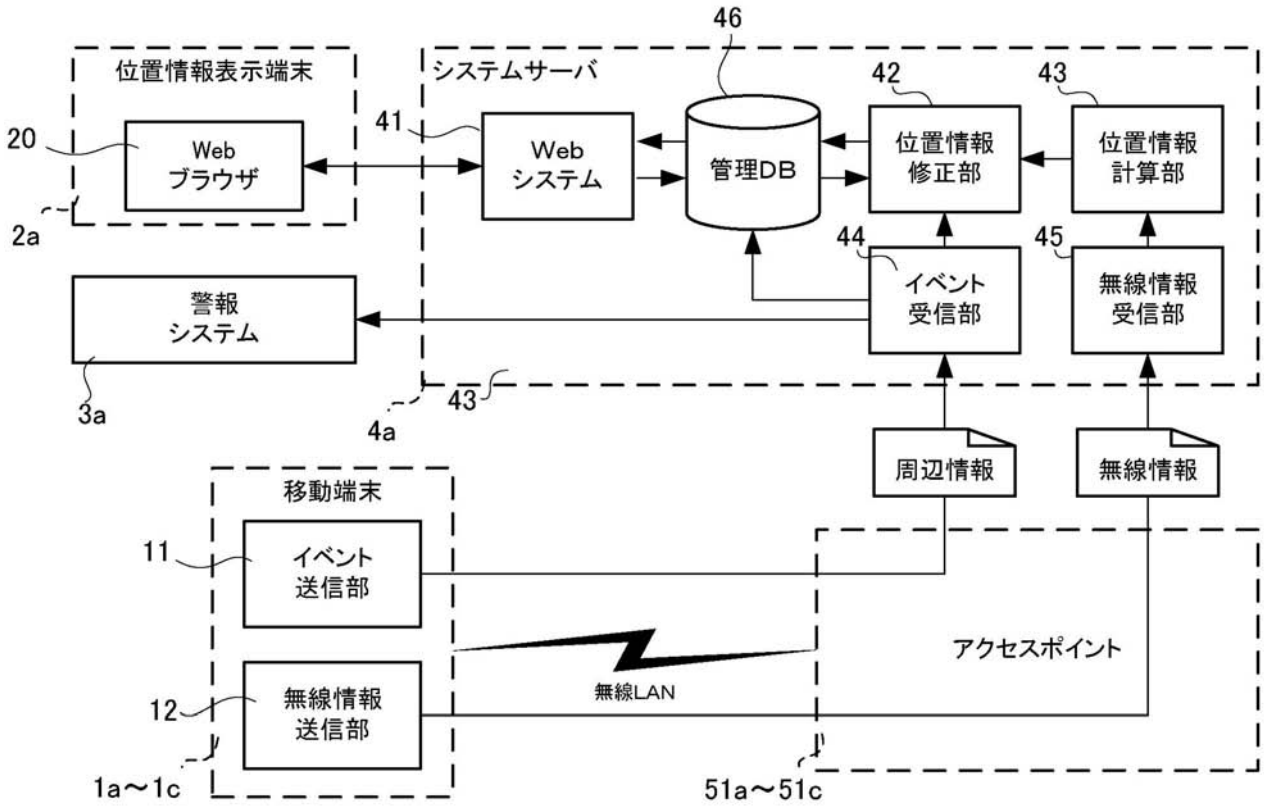 46
位置情報表示端末
システムサーバ
42
43
20
41
Web
ブラウザ
Web
システム
管理DB
位置情報
修正部
位置情報
計算部
2a
44
45
警報
システム
イベント
受信部
無線情報
受信部
3a
4a
43
周辺情報
無線情報
移動端末
11
イベント
送信部
アクセスポイント
無線LAN
12
無線情報
送信部
1a～1c
51a～51c